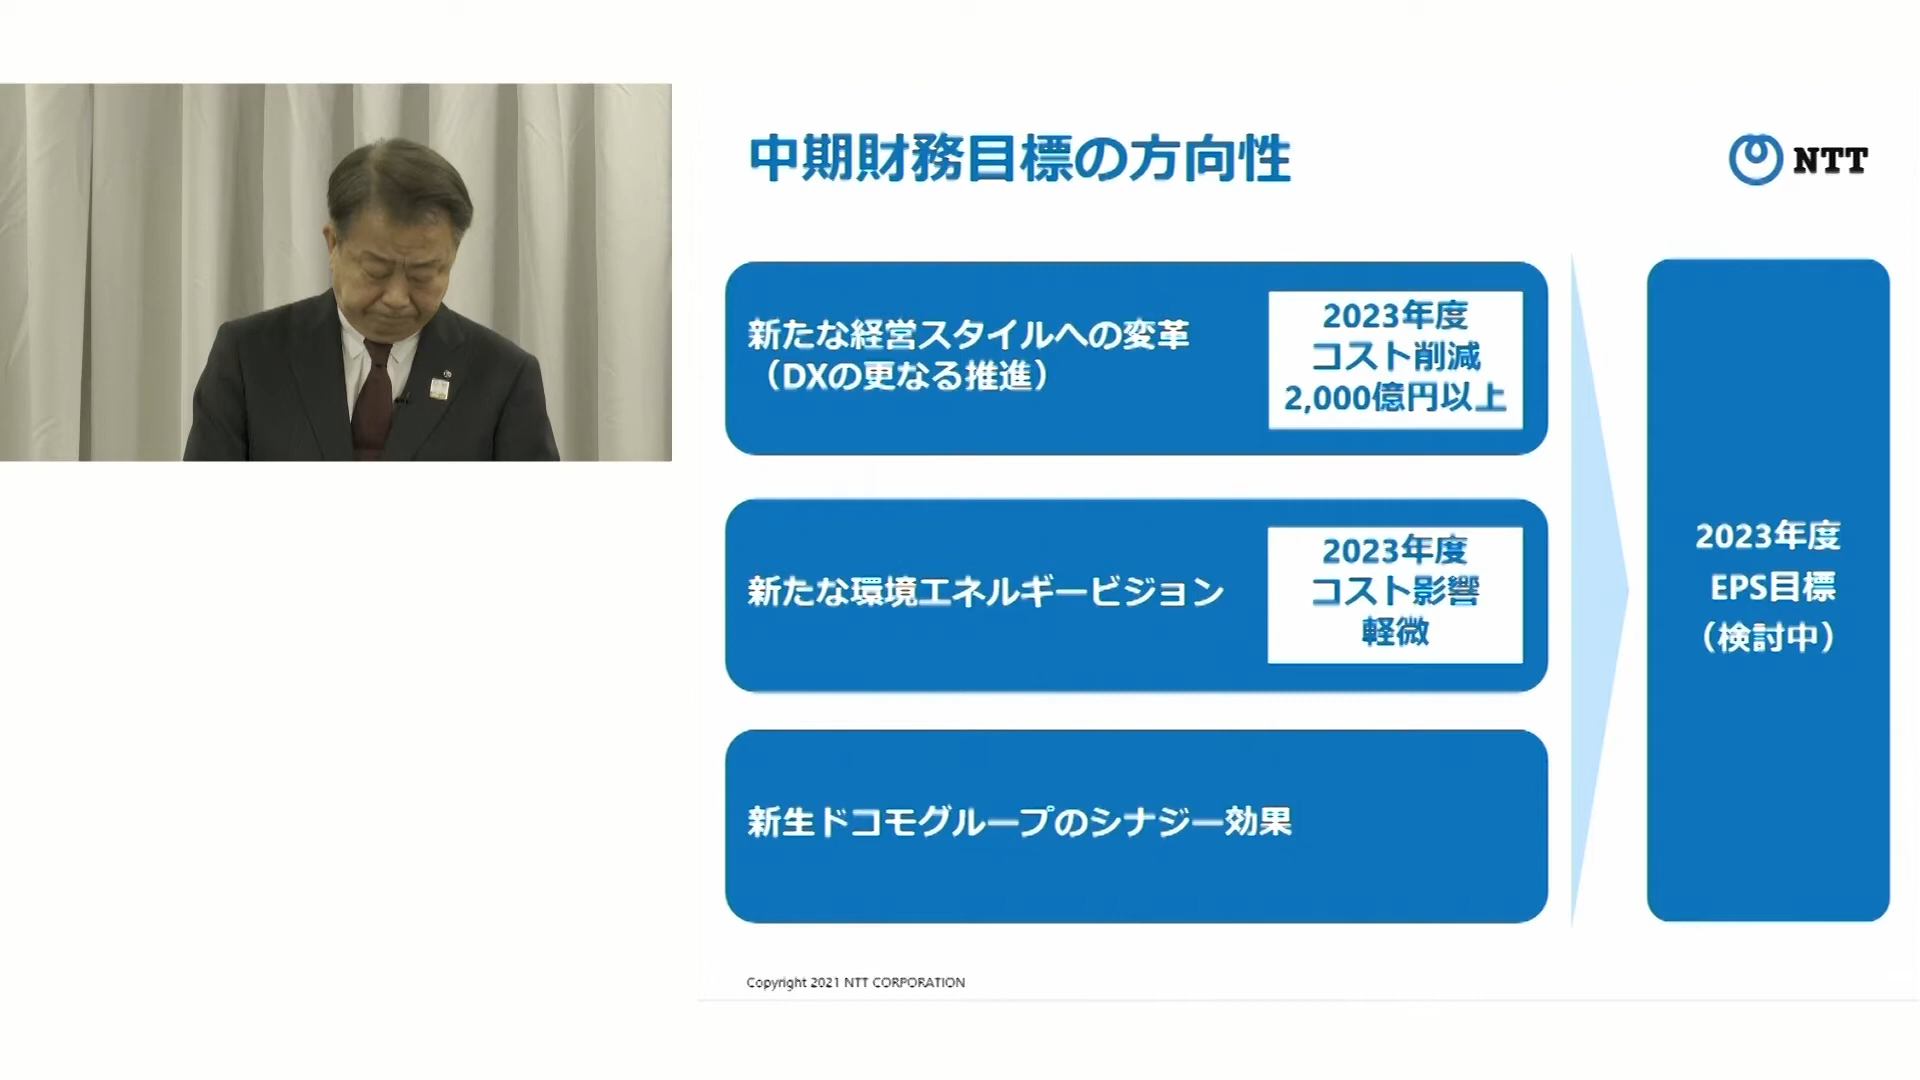 中期財務目標の方向性
NTT
新たな経営スタイルへの変革
（DXの更なる推進）
2023年度
コスト削減
2,000億円以上
新たな環境エネルギービジョン
2023年度
コスト影響
軽微
新生ドコモグループのシナジー効果
2023年度
EPS目標
（検討中）
Copyright 2021 NTT CORPORATION